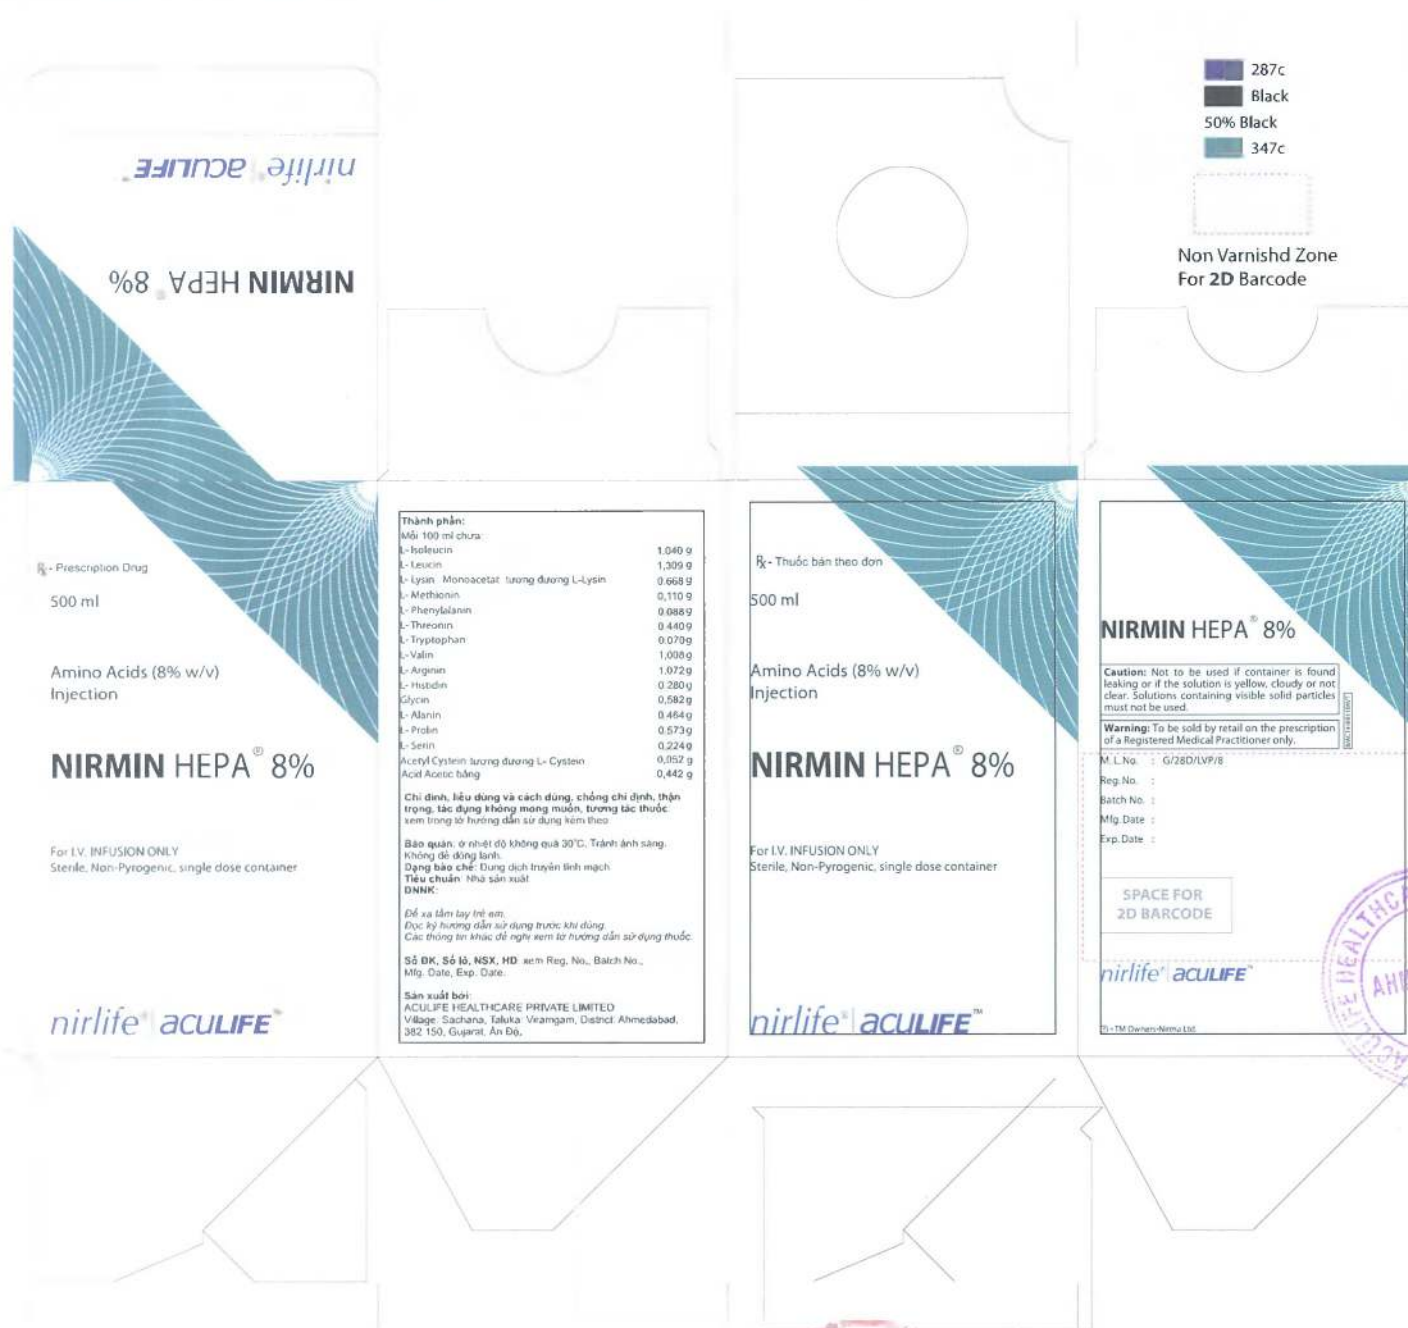 287c
Black
50% Black
347c
Non Varnishd Zone
For 2D Barcode
nirlife® aculife
NIRMIN HEPA® 8%
℞ - Prescription Drug
500 ml
Amino Acids (8% w/v)
Injection
NIRMIN HEPA® 8%
For I.V. INFUSION ONLY
Sterile, Non-Pyrogenic, single dose container
nirlife® aculife™
Thành phần:
Mỗi 100 ml chứa
L- Isoleucin 1.040 g
L- Leucin 1,309 g
L- Lysin Monoacetat tương đương L-Lysin 0.668 g
L- Methionin 0,110 g
L- Phenylalanin 0.088 g
L- Threonin 0.440 g
L- Tryptophan 0.070 g
L- Valin 1,008 g
L- Arginin 1.072 g
L- Histidin 0.280 g
Glycin 0,582 g
L- Alanin 0.464 g
L- Prolin 0.573 g
L- Serin 0,224 g
Acetyl Cystein tương đương L- Cystein 0,052 g
Acid Acetic băng 0,442 g
Chỉ định, liều dùng và cách dùng, chống chỉ định, thận
trọng, tác dụng không mong muốn, tương tác thuốc:
xem trong tờ hướng dẫn sử dụng kèm theo
Bảo quản: ở nhiệt độ không quá 30°C. Tránh ánh sáng.
Không để đông lạnh.
Dạng bào chế: Dung dịch truyền tĩnh mạch
Tiêu chuẩn: Nhà sản xuất
DNNK:
Để xa tầm tay trẻ em.
Đọc kỹ hướng dẫn sử dụng trước khi dùng.
Các thông tin khác đề nghị xem tờ hướng dẫn sử dụng thuốc.
Số ĐK, Số lô, NSX, HD: xem Reg. No., Batch No.,
Mfg. Date, Exp. Date.
Sản xuất bởi:
ACULIFE HEALTHCARE PRIVATE LIMITED
Village: Sachana, Taluka: Viramgam, District: Ahmedabad,
382 150, Gujarat, Ấn Độ.
℞ - Thuốc bán theo đơn
500 ml
Amino Acids (8% w/v)
Injection
NIRMIN HEPA® 8%
For I.V. INFUSION ONLY
Sterile, Non-Pyrogenic, single dose container
nirlife® aculife™
NIRMIN HEPA® 8%
Caution: Not to be used if container is found
leaking or if the solution is yellow, cloudy or not
clear. Solutions containing visible solid particles
must not be used.
Warning: To be sold by retail on the prescription
of a Registered Medical Practitioner only.
M. L.No. : G/28D/LVP/8
Reg. No. :
Batch No. :
Mfg. Date :
Exp. Date :
SPACE FOR
2D BARCODE
nirlife® aculife™
TM Owners-Nirma Ltd.
ACULIFE HEALTHCA
AHM